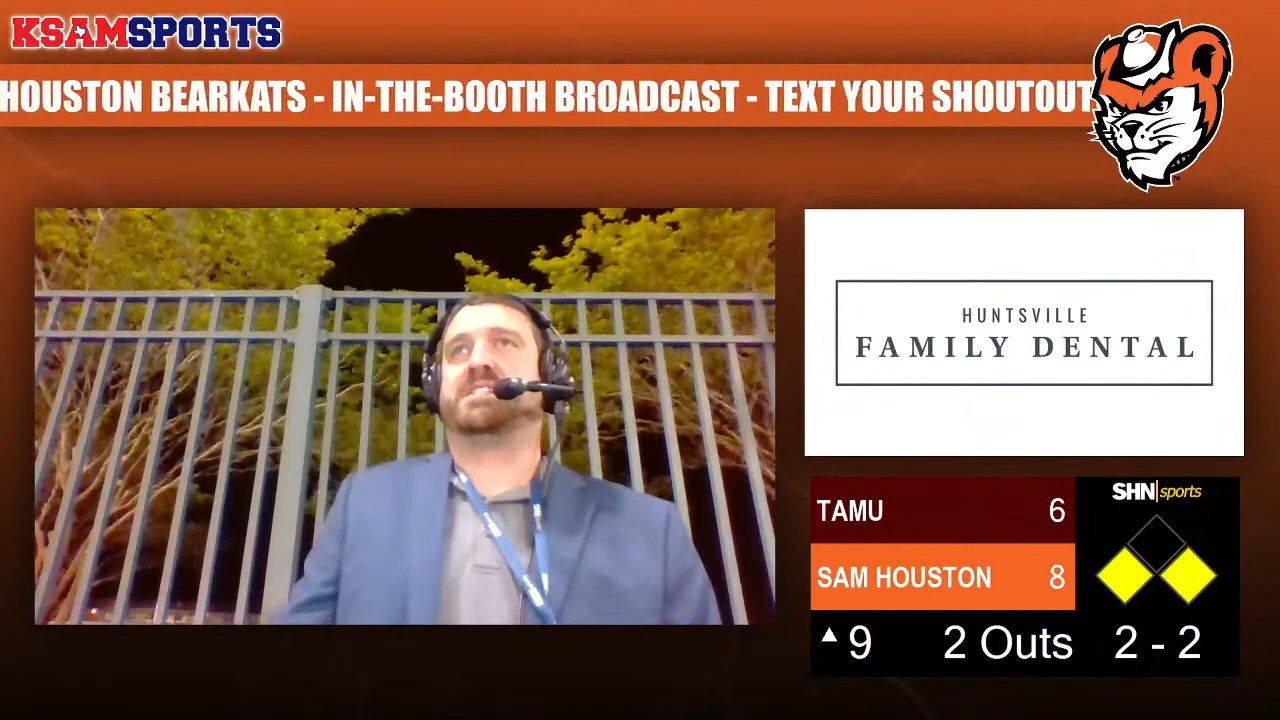 KSAMSPORTS
HOUSTON BEARKATS - IN-THE-BOOTH BROADCAST - TEXT YOUR SHOUTOUT
HUNTSVILLE
FAMILY DENTAL
SHN|sports
TAMU 6
SAM HOUSTON 8
▲ 9 2 Outs 2 - 2